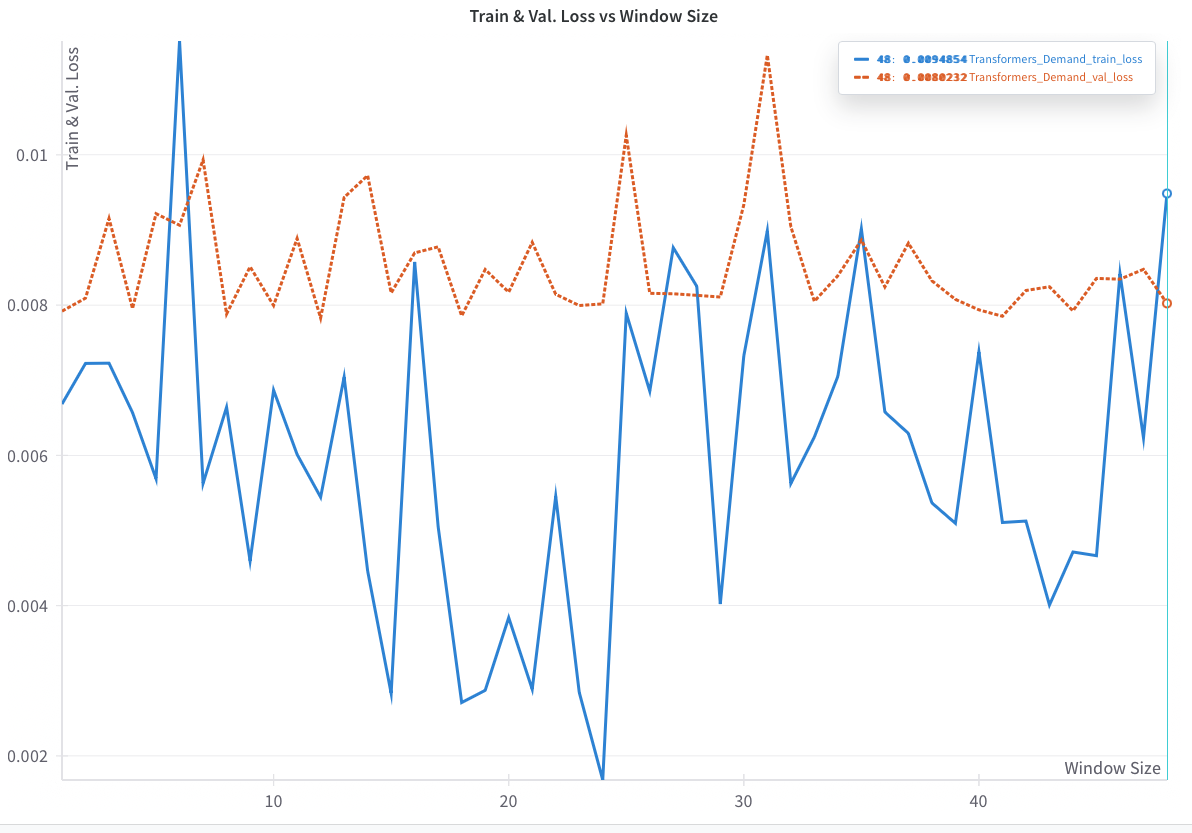 Train & Val. Loss vs Window Size
Train & Val. Loss
48: 0.0094854 Transformers_Demand_train_loss
48: 0.0080232 Transformers_Demand_val_loss
0.01
0.008
0.006
0.004
0.002
Window Size
10 20 30 40